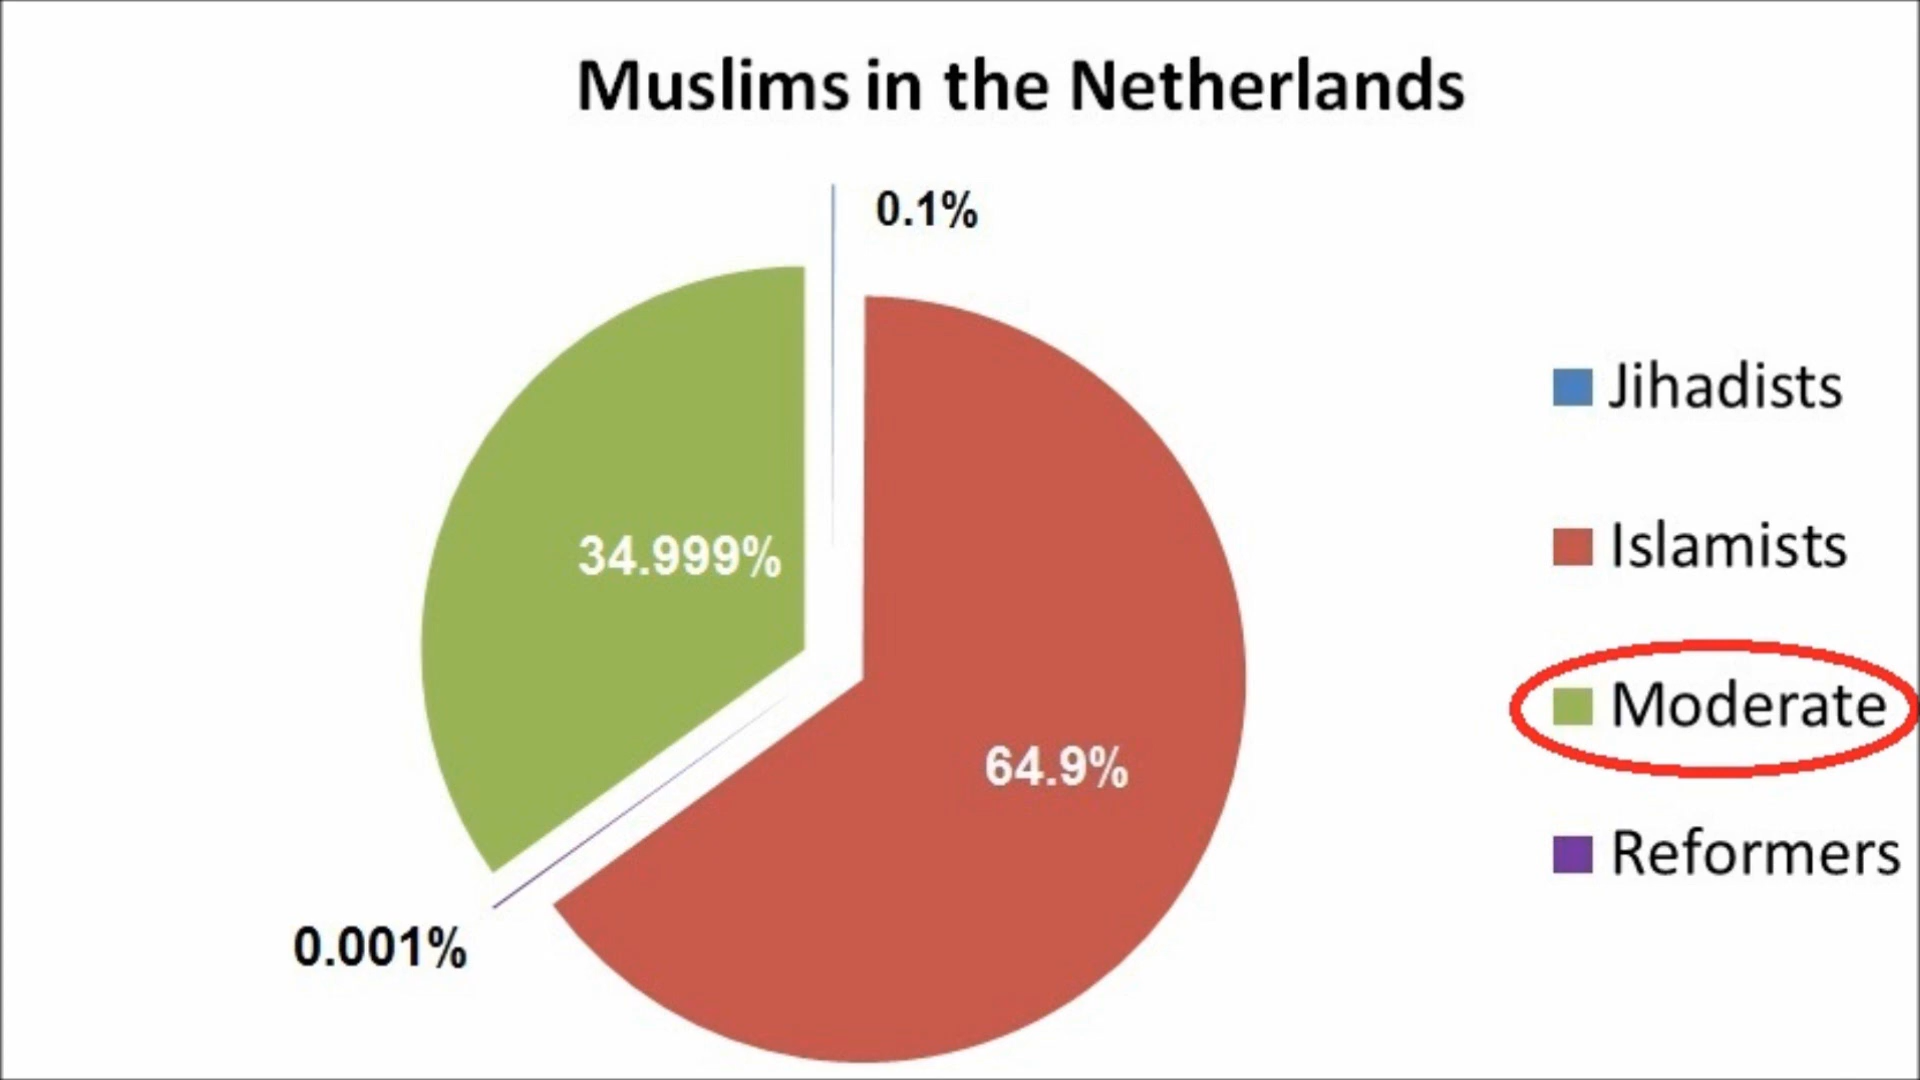 Muslims in the Netherlands
0.1%
34.999%
64.9%
0.001%
Jihadists
Islamists
Moderate
Reformers